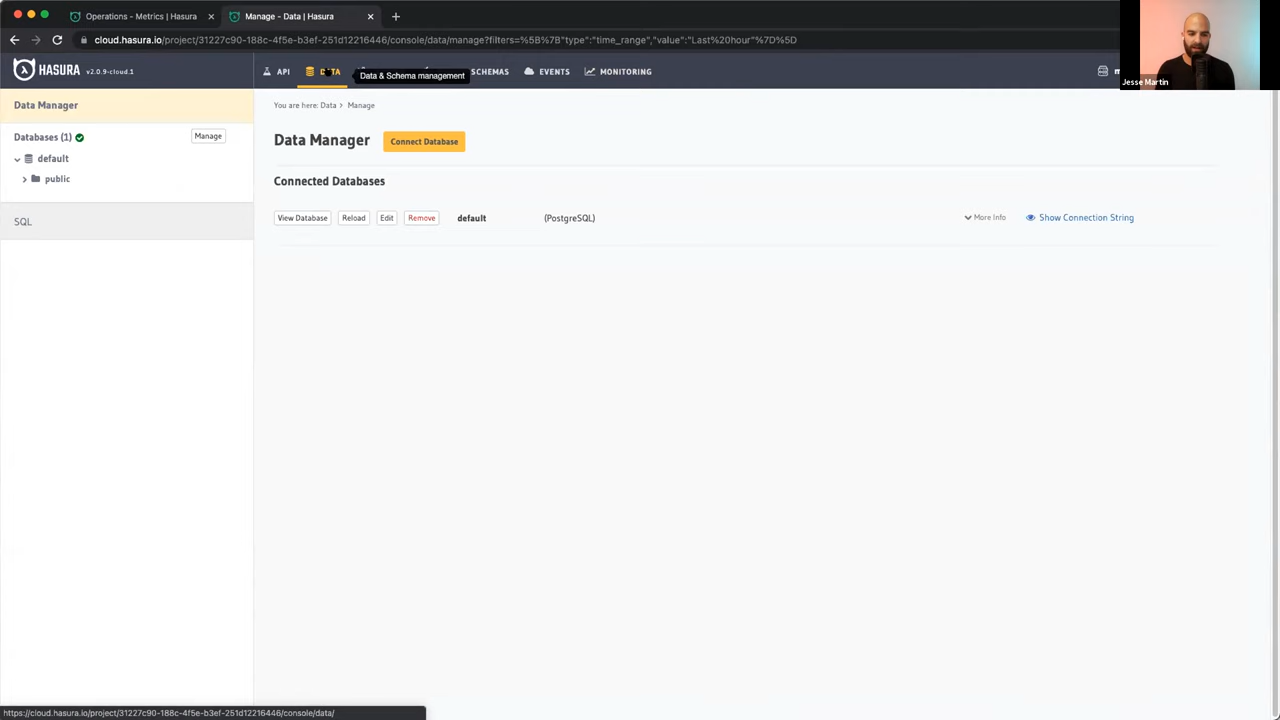 Operations - Metrics | Hasura
Manage - Data | Hasura
cloud.hasura.io/project/31227c90-188c-4f5e-b3ef-251d12216446/console/data/manage?filters=%5B%7B"type":"time_range","value":"Last%20hour"%7D%5D
HASURA v2.0.9-cloud.1
API
DATA
Data & Schema management
SCHEMAS
EVENTS
MONITORING
Jesse Martin
Data Manager
Databases (1)
Manage
default
public
SQL
You are here: Data > Manage
Data Manager
Connect Database
Connected Databases
View Database Reload Edit Remove default (PostgreSQL) More Info Show Connection String
https://cloud.hasura.io/project/31227c90-188c-4f5e-b3ef-251d12216446/console/data/